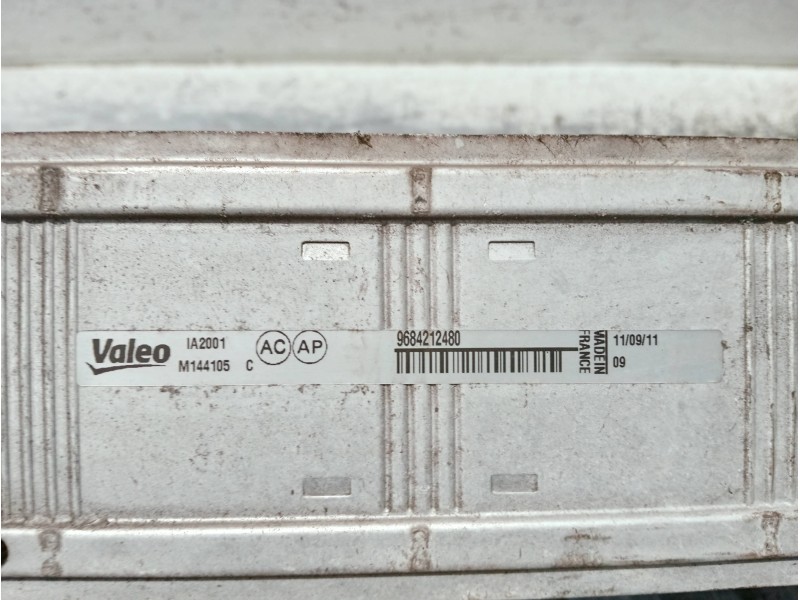 Valeo
IA2001
M144105 C
AC AP
9684212480
MADE IN
FRANCE
11/09/11
09